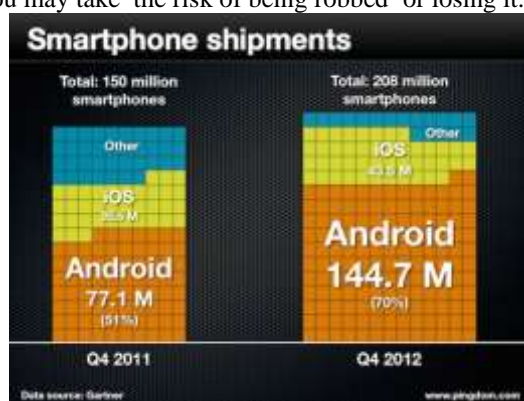 ou may take the risk of being robbed or losing it.
Smartphone shipments
Total: 150 million
smartphones
Total: 208 million
smartphones
Other
iOS
Android
77.1 M
(51%)
Other
iOS
43.5 M
Android
144.7 M
(70%)
Q4 2011
Q4 2012
Data source: Gartner
www.pingdom.com